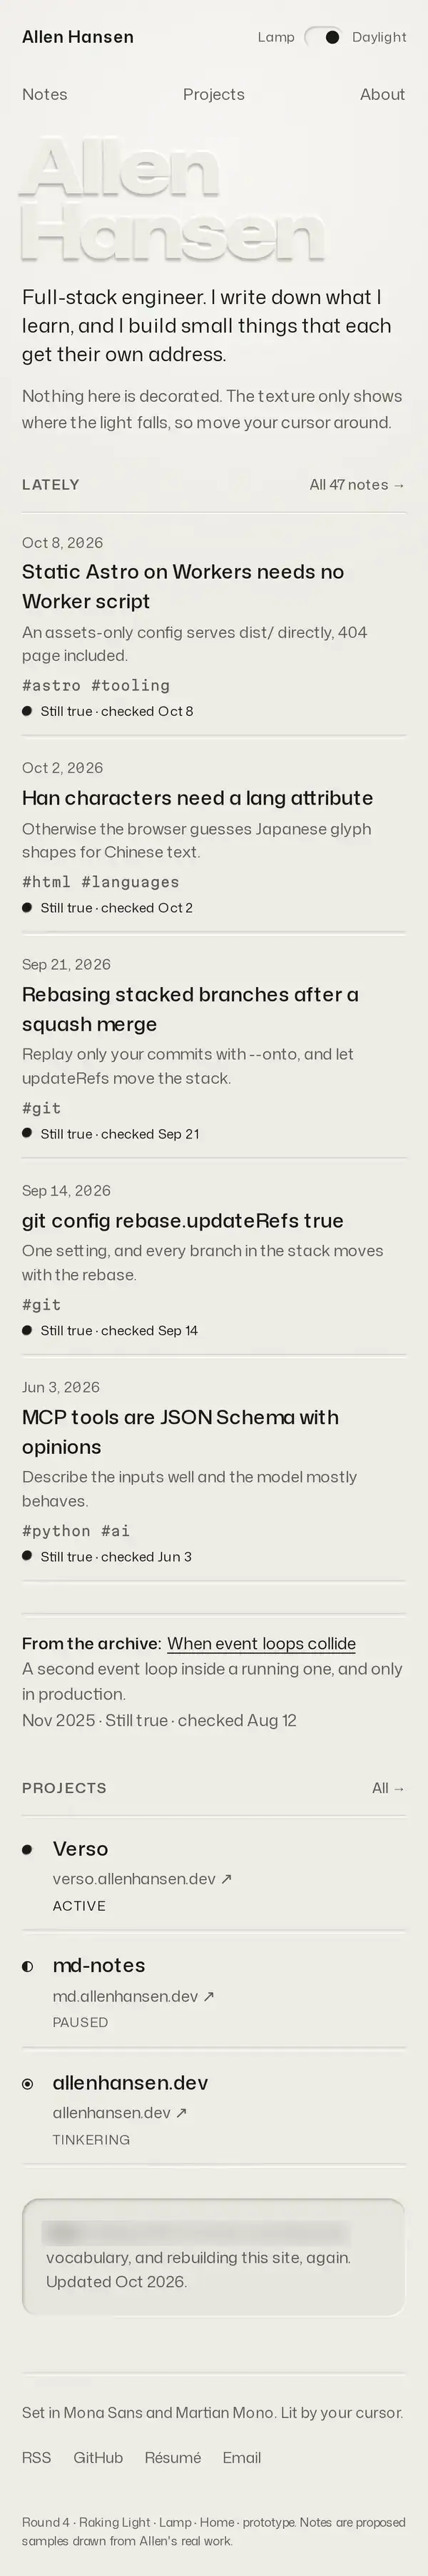 Allen Hansen
Lamp Daylight
Notes Projects About
Allen
Hansen
Full-stack engineer. I write down what I
learn, and I build small things that each
get their own address.
Nothing here is decorated. The texture only shows
where the light falls, so move your cursor around.
LATELY All 47 notes →
Oct 8, 2026
Static Astro on Workers needs no
Worker script
An assets-only config serves dist/ directly, 404
page included.
#astro #tooling
Still true · checked Oct 8
Oct 2, 2026
Han characters need a lang attribute
Otherwise the browser guesses Japanese glyph
shapes for Chinese text.
#html #languages
Still true · checked Oct 2
Sep 21, 2026
Rebasing stacked branches after a
squash merge
Replay only your commits with --onto, and let
updateRefs move the stack.
#git
Still true · checked Sep 21
Sep 14, 2026
git config rebase.updateRefs true
One setting, and every branch in the stack moves
with the rebase.
#git
Still true · checked Sep 14
Jun 3, 2026
MCP tools are JSON Schema with
opinions
Describe the inputs well and the model mostly
behaves.
#python #ai
Still true · checked Jun 3
From the archive: When event loops collide
A second event loop inside a running one, and only
in production.
Nov 2025 · Still true · checked Aug 12
PROJECTS All →
Verso
verso.allenhansen.dev ↗
ACTIVE
md-notes
md.allenhansen.dev ↗
PAUSED
allenhansen.dev
allenhansen.dev ↗
TINKERING
vocabulary, and rebuilding this site, again.
Updated Oct 2026.
Set in Mona Sans and Martian Mono. Lit by your cursor.
RSS GitHub Résumé Email
Round 4 · Raking Light · Lamp · Home · prototype. Notes are proposed
samples drawn from Allen's real work.